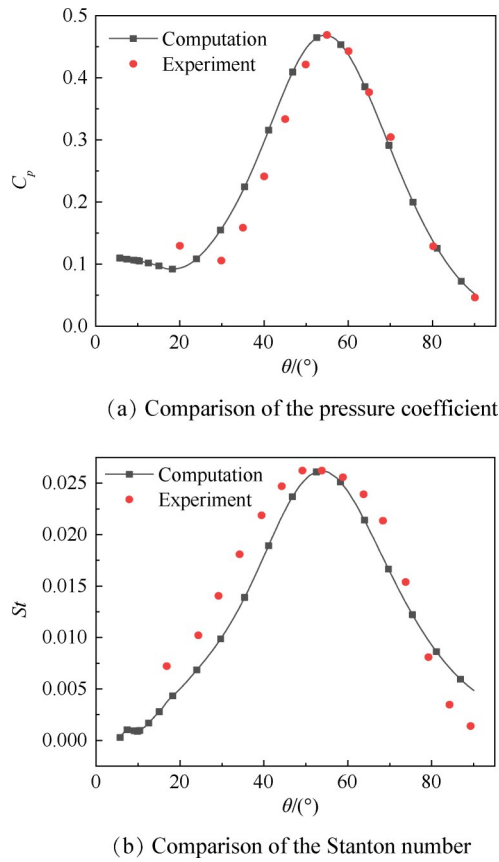 0.5
Computation
Experiment
0.4
0.3
C_p
0.2
0.1
0.0
0 20 40 60 80
θ/(°)
(a) Comparison of the pressure coefficient
Computation
0.025
Experiment
0.020
0.015
St
0.010
0.005
0.000
0 20 40 60 80
θ/(°)
(b) Comparison of the Stanton number